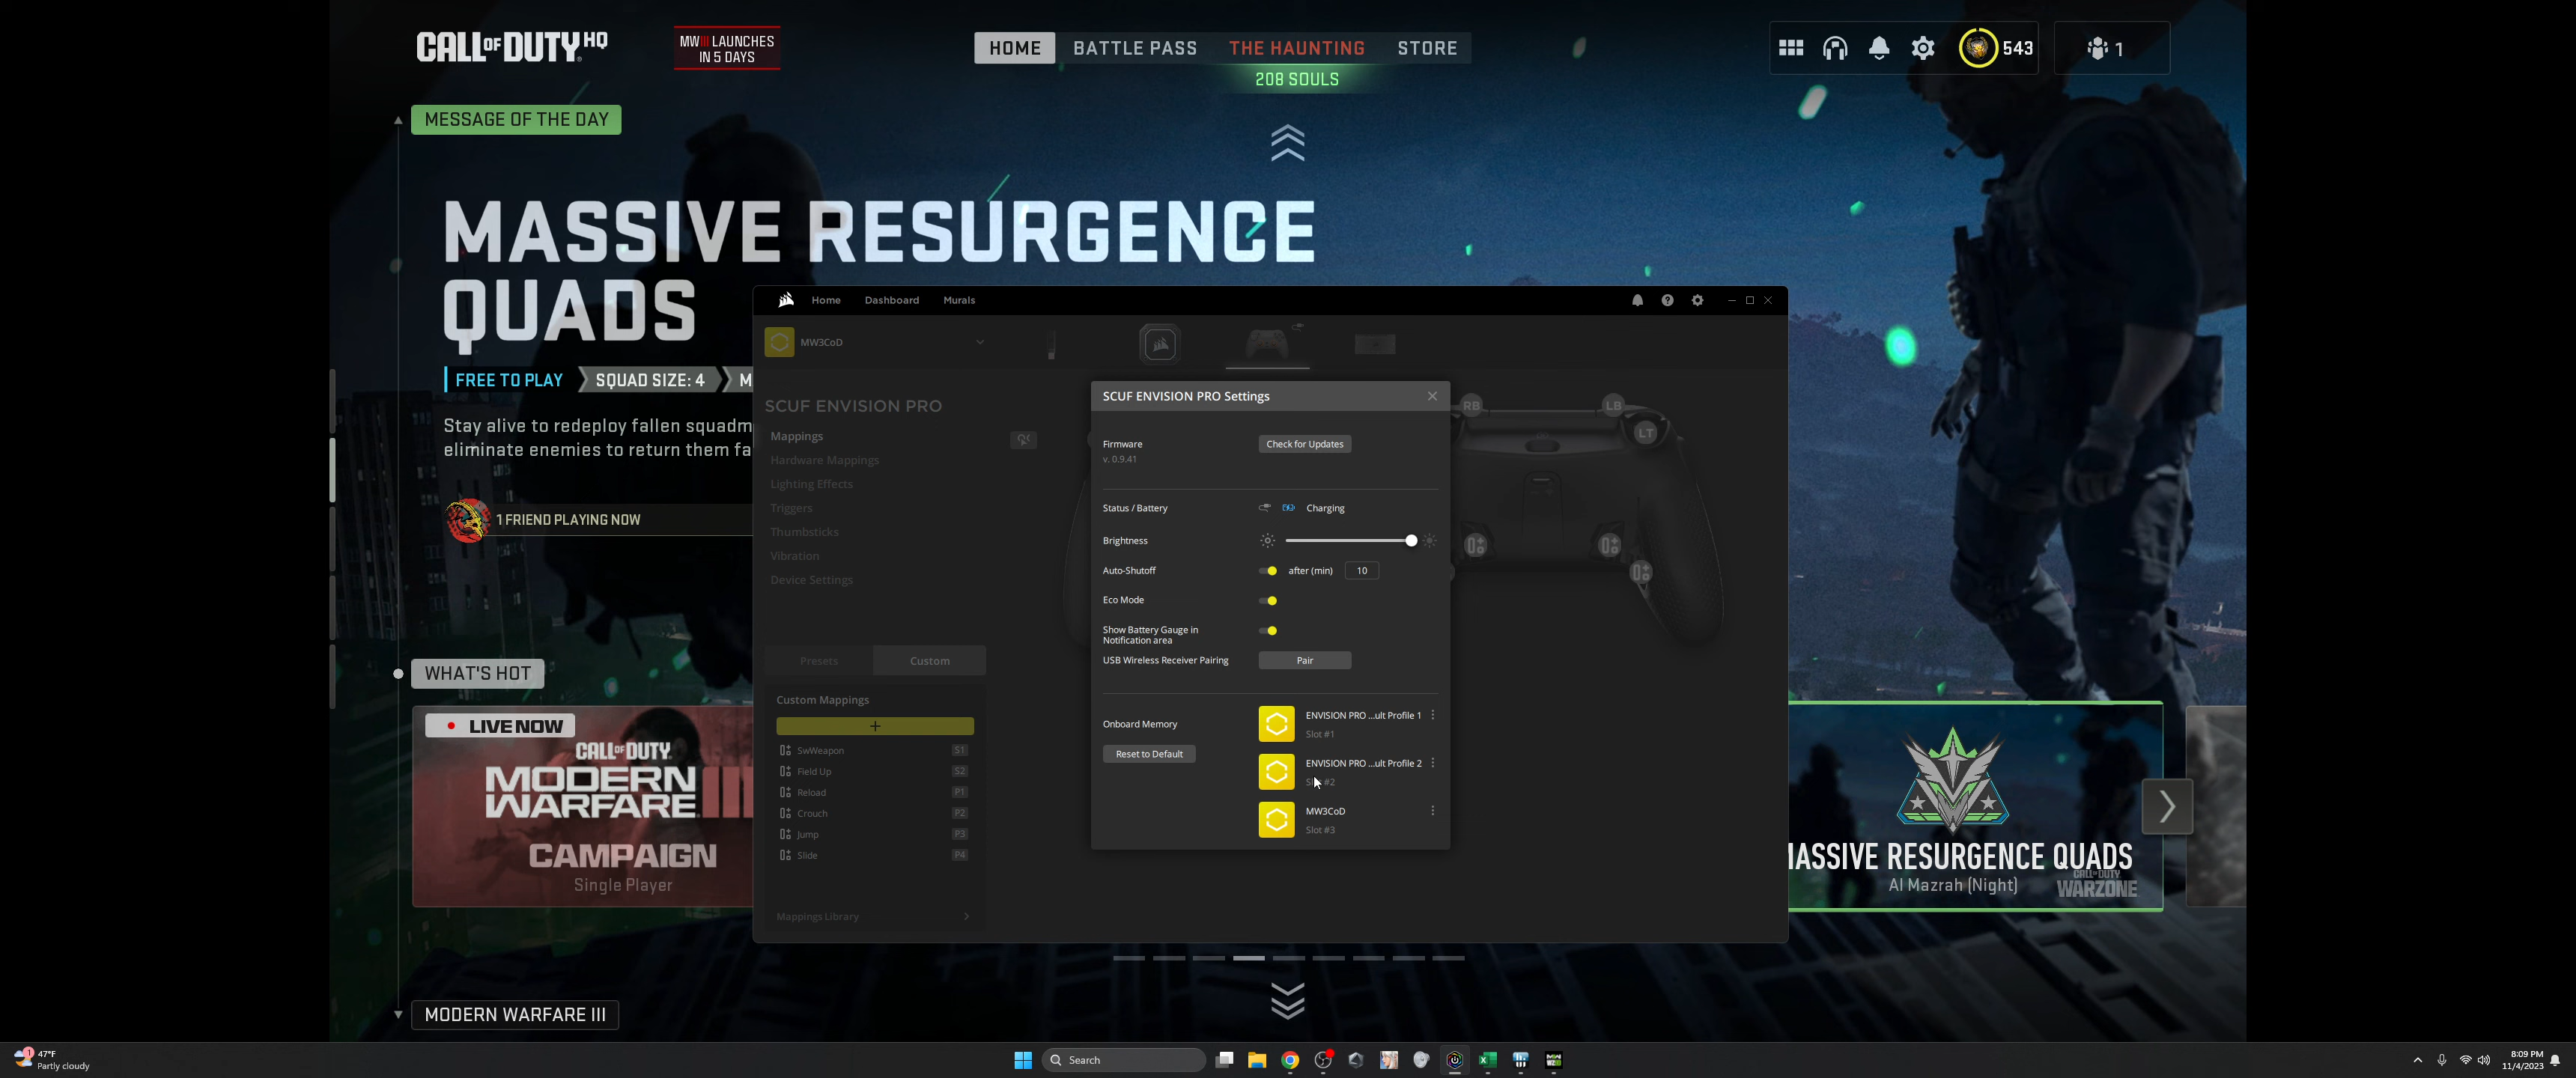 CALL OF DUTY HQ
MWIII LAUNCHES
IN 5 DAYS
HOME
BATTLE PASS
THE HAUNTING
STORE
208 SOULS
543
1
MESSAGE OF THE DAY
MASSIVE RESURGENCE
QUADS
FREE TO PLAY
SQUAD SIZE: 4
M
Stay alive to redeploy fallen squadm
eliminate enemies to return them fa
1 FRIEND PLAYING NOW
WHAT'S HOT
LIVE NOW
CALL OF DUTY
MODERN
WARFARE III
CAMPAIGN
Single Player
MODERN WARFARE III
Home
Dashboard
Murals
MW3CoD
SCUF ENVISION PRO
Mappings
Hardware Mappings
Lighting Effects
Triggers
Thumbsticks
Vibration
Device Settings
Presets
Custom
Custom Mappings
+
SwWeapon S1
Field Up S2
Reload P1
Crouch P2
Jump P3
Slide P4
Mappings Library
SCUF ENVISION PRO Settings
Firmware
v. 0.9.41
Check for Updates
Status / Battery
Charging
Brightness
Auto-Shutoff
after (min)
10
Eco Mode
Show Battery Gauge in
Notification area
USB Wireless Receiver Pairing
Pair
Onboard Memory
Reset to Default
ENVISION PRO ...ult Profile 1
Slot #1
ENVISION PRO ...ult Profile 2
Slot #2
MW3CoD
Slot #3
RB
LB
LT
MASSIVE RESURGENCE QUADS
Al Mazrah (Night)
CALL OF DUTY
WARZONE
1
47°F
Partly cloudy
Search
8:09 PM
11/4/2023